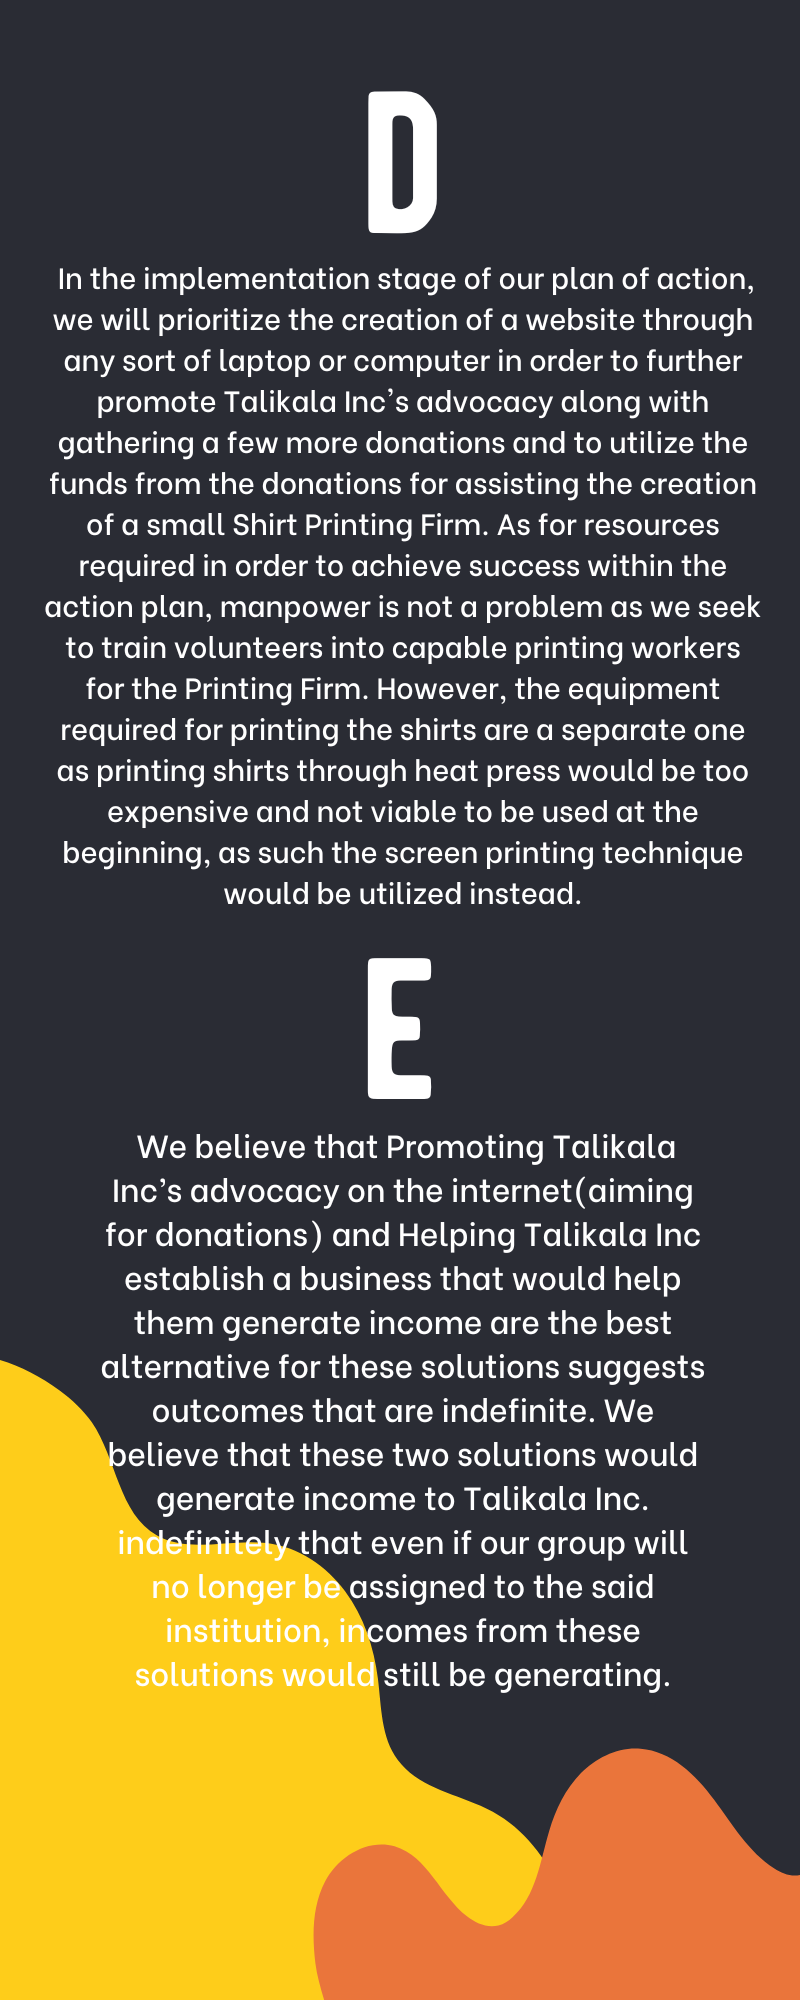 D
In the implementation stage of our plan of action,
we will prioritize the creation of a website through
any sort of laptop or computer in order to further
promote Talikala Inc's advocacy along with
gathering a few more donations and to utilize the
funds from the donations for assisting the creation
of a small Shirt Printing Firm. As for resources
required in order to achieve success within the
action plan, manpower is not a problem as we seek
to train volunteers into capable printing workers
for the Printing Firm. However, the equipment
required for printing the shirts are a separate one
as printing shirts through heat press would be too
expensive and not viable to be used at the
beginning, as such the screen printing technique
would be utilized instead.
E
We believe that Promoting Talikala
Inc's advocacy on the internet(aiming
for donations) and Helping Talikala Inc
establish a business that would help
them generate income are the best
alternative for these solutions suggests
outcomes that are indefinite. We
believe that these two solutions would
generate income to Talikala Inc.
indefinitely that even if our group will
no longer be assigned to the said
institution, incomes from these
solutions would still be generating.